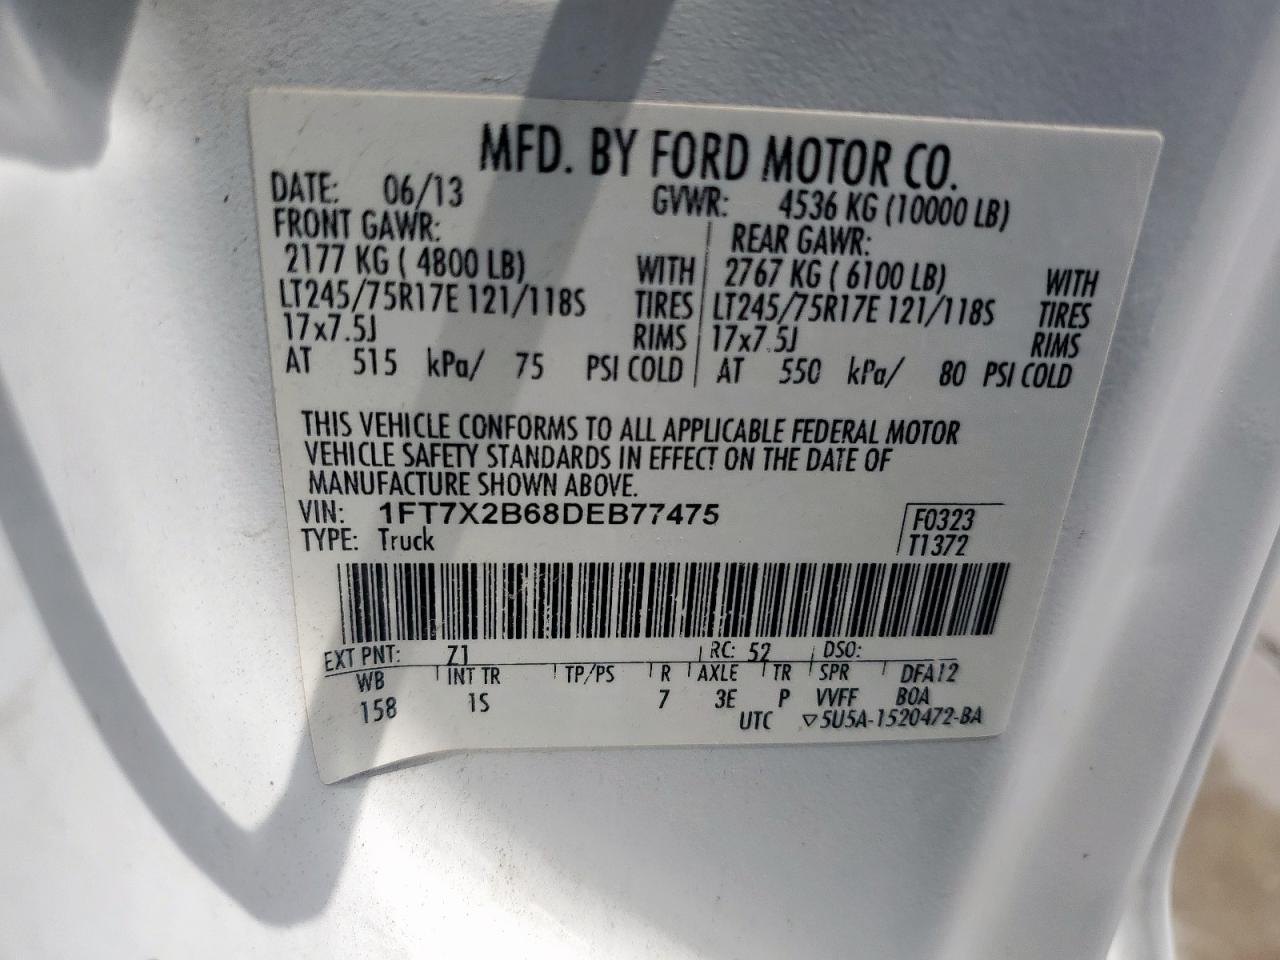 MFD. BY FORD MOTOR CO.
DATE: 06/13 GVWR: 4536 KG (10000 LB)
FRONT GAWR: REAR GAWR:
2177 KG ( 4800 LB) WITH 2767 KG ( 6100 LB) WITH
LT245/75R17E 121/118S TIRES LT245/75R17E 121/118S TIRES
17x7.5J RIMS 17x7.5J RIMS
AT 515 kPa/ 75 PSI COLD AT 550 kPa/ 80 PSI COLD
THIS VEHICLE CONFORMS TO ALL APPLICABLE FEDERAL MOTOR
VEHICLE SAFETY STANDARDS IN EFFECT ON THE DATE OF
MANUFACTURE SHOWN ABOVE.
VIN: 1FT7X2B68DEB77475 F0323
TYPE: Truck T1372
EXT PNT: Z1 RC: 52 DSO:
WB INT TR TP/PS R AXLE TR SPR DFA12
158 1S 7 3E P VVFF BOA
UTC ▽5U5A-1520472-BA